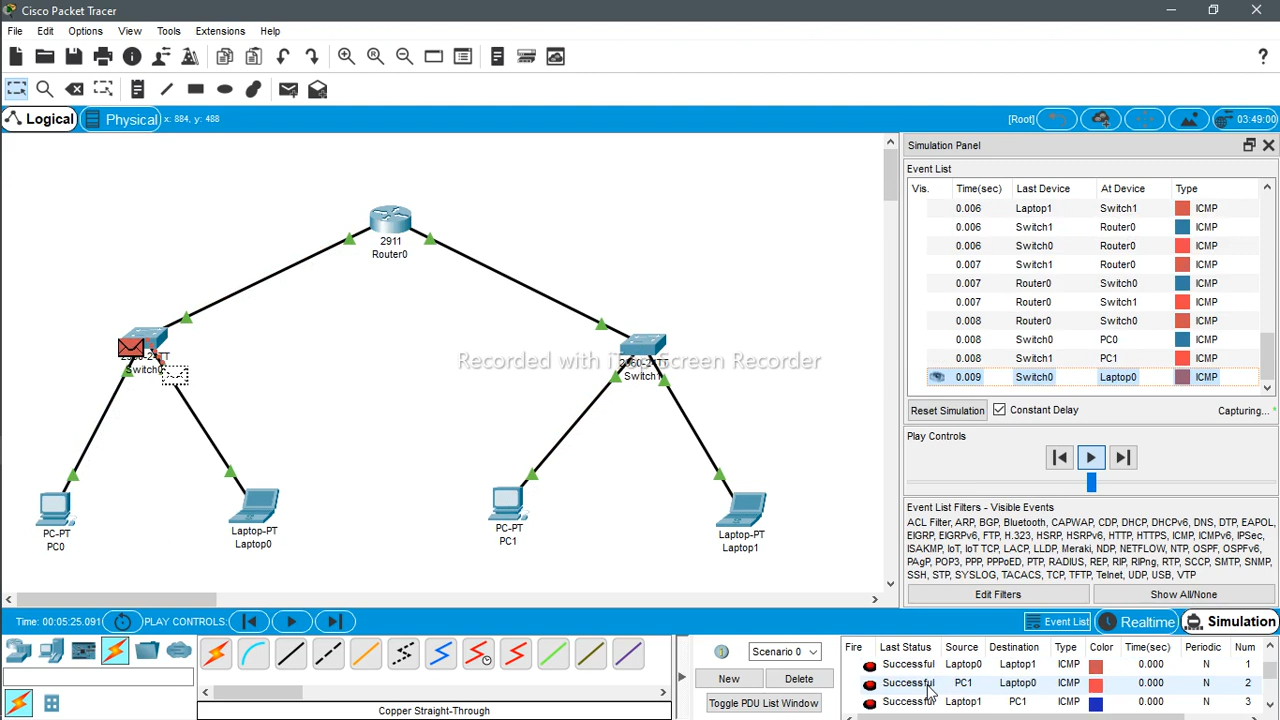 Cisco Packet Tracer
File Edit Options View Tools Extensions Help
Logical Physical x: 884, y: 488 [Root] 03:49:00
2911
Router0
Switch0
Switch1
PC-PT
PC0
Laptop-PT
Laptop0
PC-PT
PC1
Laptop-PT
Laptop1
Simulation Panel
Event List
Vis. Time(sec) Last Device At Device Type
0.006 Laptop1 Switch1 ICMP
0.006 Switch1 Router0 ICMP
0.006 Switch0 Router0 ICMP
0.007 Switch1 Router0 ICMP
0.007 Router0 Switch0 ICMP
0.007 Router0 Switch1 ICMP
0.008 Router0 Switch0 ICMP
0.008 Switch0 PC0 ICMP
0.008 Switch1 PC1 ICMP
0.009 Switch0 Laptop0 ICMP
Reset Simulation Constant Delay Capturing...
Play Controls
Event List Filters - Visible Events
ACL Filter, ARP, BGP, Bluetooth, CAPWAP, CDP, DHCP, DHCPv6, DNS, DTP, EAPOL,
EIGRP, EIGRPv6, FTP, H.323, HSRP, HSRPv6, HTTP, HTTPS, ICMP, ICMPv6, IPSec,
ISAKMP, IoT, IoT TCP, LACP, LLDP, Meraki, NDP, NETFLOW, NTP, OSPF, OSPFv6,
PAgP, POP3, PPP, PPPoED, PTP, RADIUS, REP, RIP, RIPng, RTP, SCCP, SMTP, SNMP,
SSH, STP, SYSLOG, TACACS, TCP, TFTP, Telnet, UDP, USB, VTP
Edit Filters Show All/None
Time: 00:05:25.091 PLAY CONTROLS: Event List Realtime Simulation
Copper Straight-Through
Scenario 0
New Delete
Toggle PDU List Window
Fire Last Status Source Destination Type Color Time(sec) Periodic Num
Successful Laptop0 Laptop1 ICMP 0.000 N 1
Successful PC1 Laptop0 ICMP 0.000 N 2
Successful Laptop1 PC1 ICMP 0.000 N 3